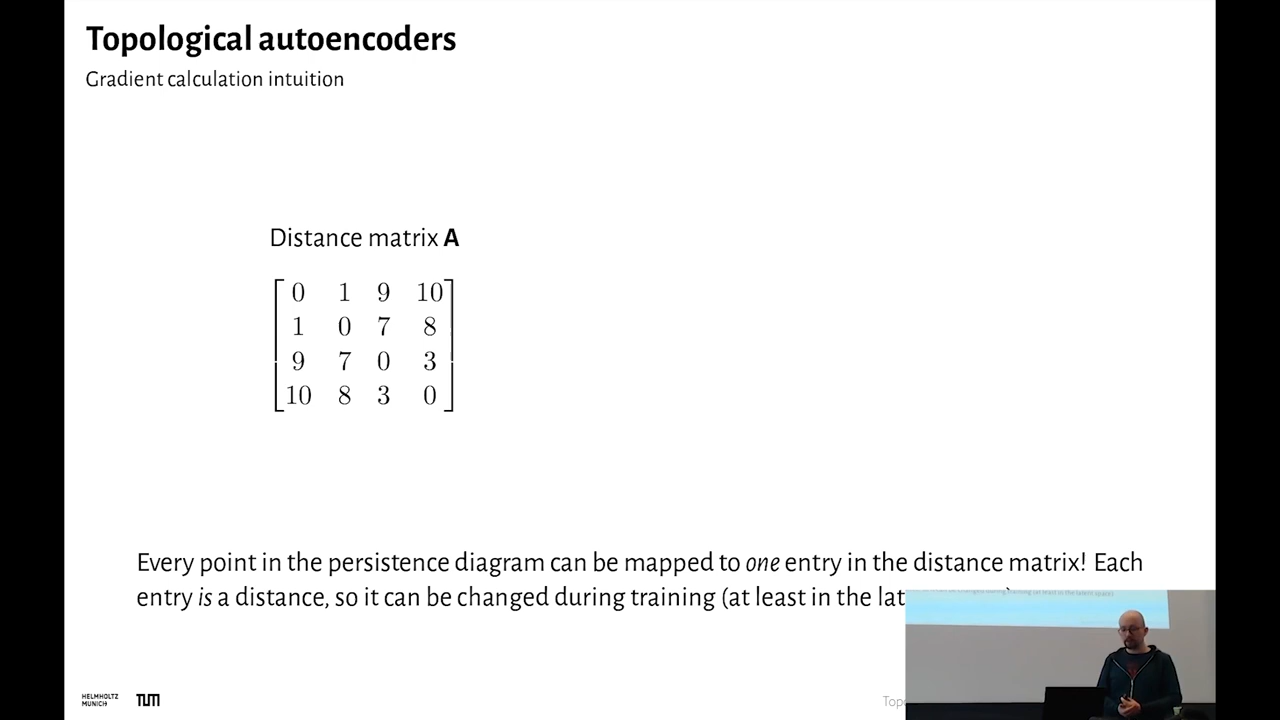 Topological autoencoders
Gradient calculation intuition
Distance matrix A
0 1 9 10
1 0 7 8
9 7 0 3
10 8 3 0
Every point in the persistence diagram can be mapped to one entry in the distance matrix! Each
entry is a distance, so it can be changed during training (at least in the lat
HELMHOLTZ
MUNICH
TUM